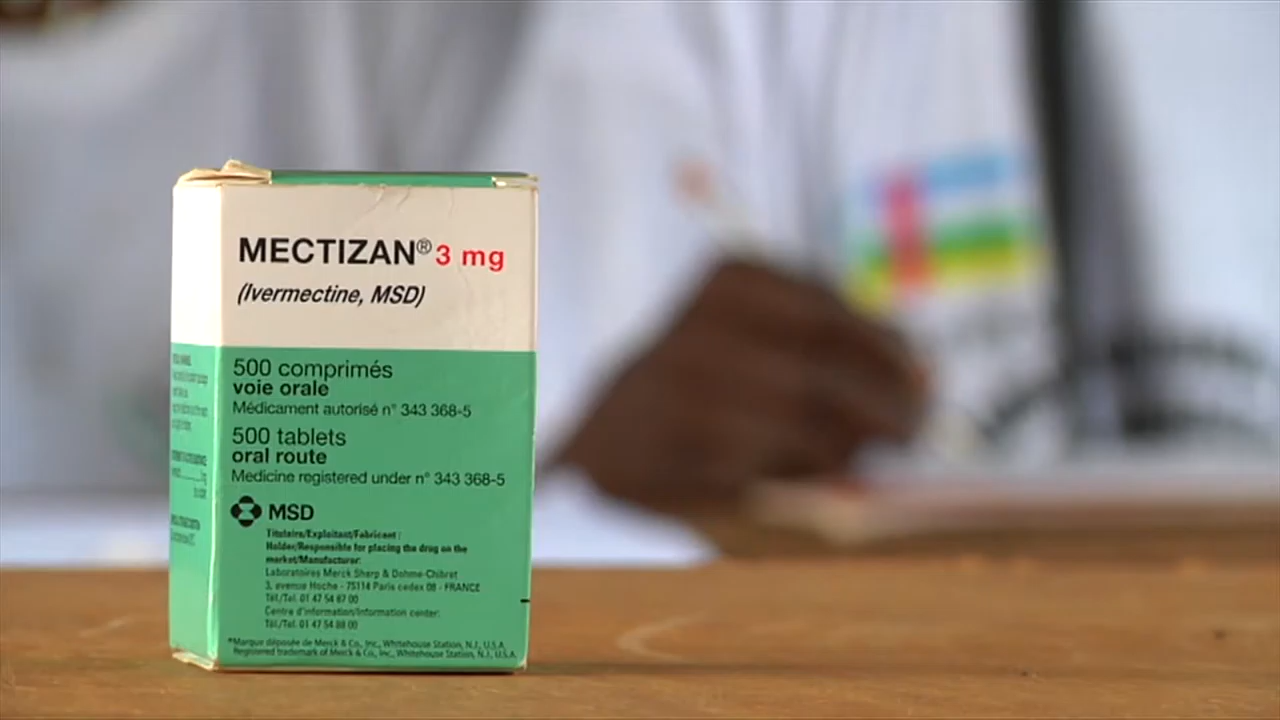 MECTIZAN® 3 mg
(Ivermectine, MSD)
500 comprimés
voie orale
Médicament autorisé n° 343 368-5
500 tablets
oral route
Medicine registered under n° 343 368-5
MSD
Titulaire/Exploitant/Fabricant :
Holder/Responsible for placing the drug on the
market/Manufacturer:
Laboratoires Merck Sharp & Dohme-Chibret
3, avenue Hoche - 75114 Paris cedex 08 - FRANCE
Tél/Tel. 01 47 54 87 00
Centre d'information/Information center:
Tél/Tel. 01 47 54 88 00
*Marque déposée de Merck & Co., Inc., Whitehouse Station, N.J., U.S.A.
Registered trademark of Merck & Co., Inc., Whitehouse Station, N.J., U.S.A.